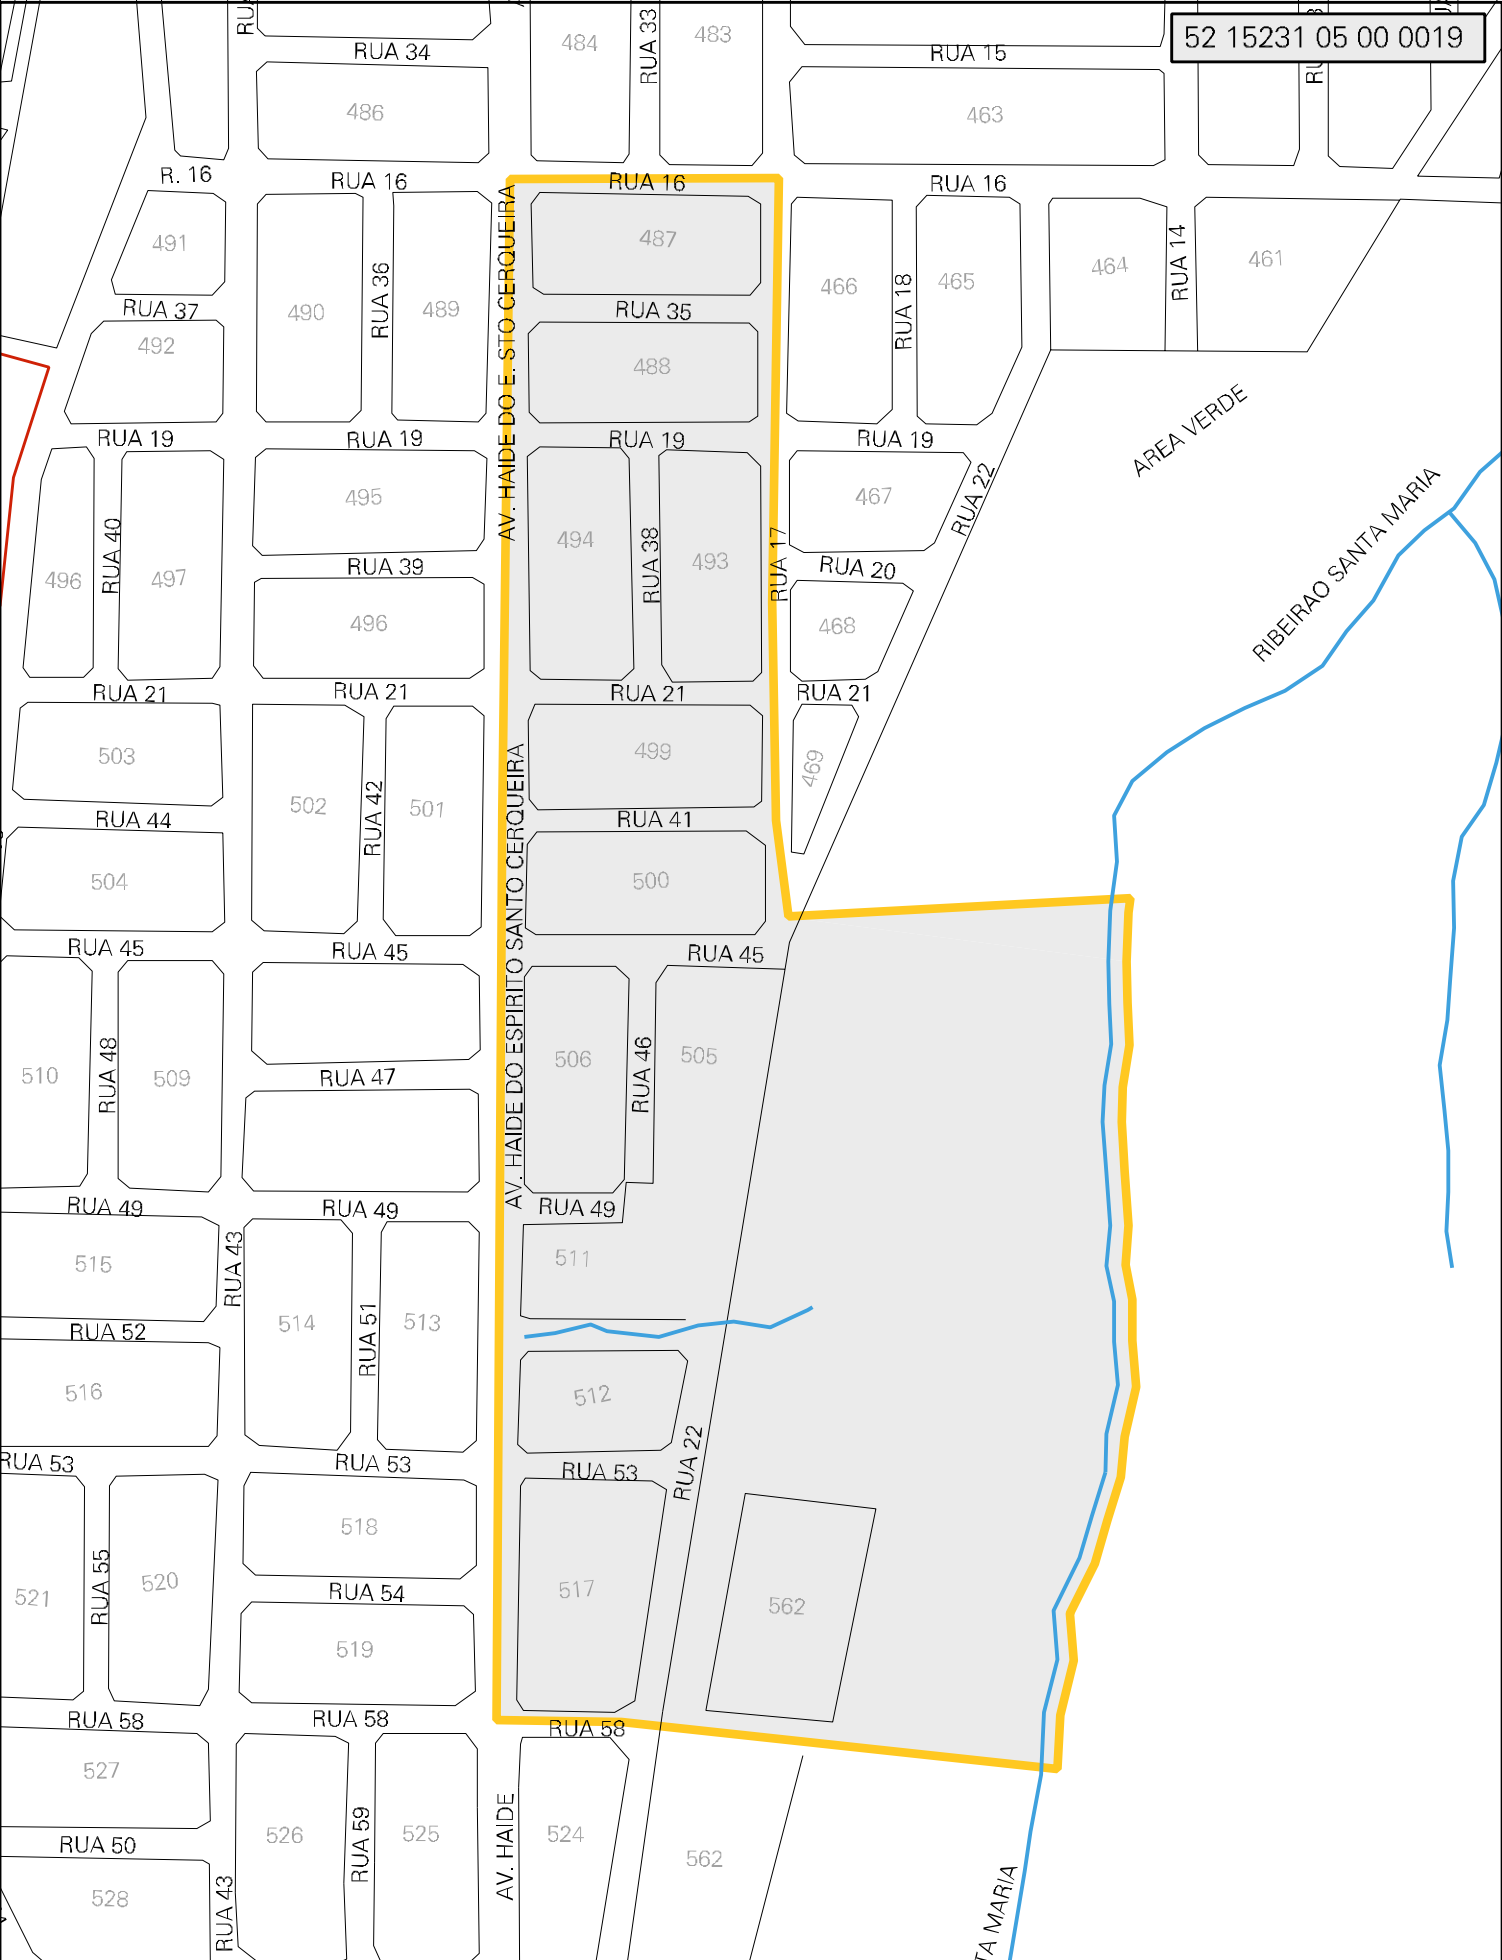 52 15231 05 00 0019
RUA 34
484
RUA 33
483
RUA 15
486
463
R. 16
RUA 16
RUA 16
RUA 16
491
490
RUA 36
489
AV. HAIDE DO E. STO CERQUEIRA
487
466
RUA 18
465
464
RUA 14
461
RUA 37
492
RUA 35
488
AREA VERDE
RUA 19
RUA 19
RUA 19
RUA 19
495
467
RUA 22
RIBEIRAO SANTA MARIA
496
RUA 40
497
RUA 39
496
494
RUA 38
493
RUA 17
RUA 20
468
RUA 21
RUA 21
RUA 21
RUA 21
503
502
RUA 42
501
AV. HAIDE DO ESPIRITO SANTO CERQUEIRA
499
469
RUA 44
RUA 41
504
500
RUA 45
RUA 45
RUA 45
510
RUA 48
509
RUA 47
506
RUA 46
505
RUA 49
RUA 49
RUA 49
515
RUA 43
514
RUA 51
513
511
RUA 52
516
512
RUA 22
RUA 53
RUA 53
RUA 53
521
RUA 55
520
518
RUA 54
519
517
562
RUA 58
RUA 58
RUA 58
527
526
RUA 59
525
AV. HAIDE
524
562
RUA 50
528
RUA 43
TA MARIA